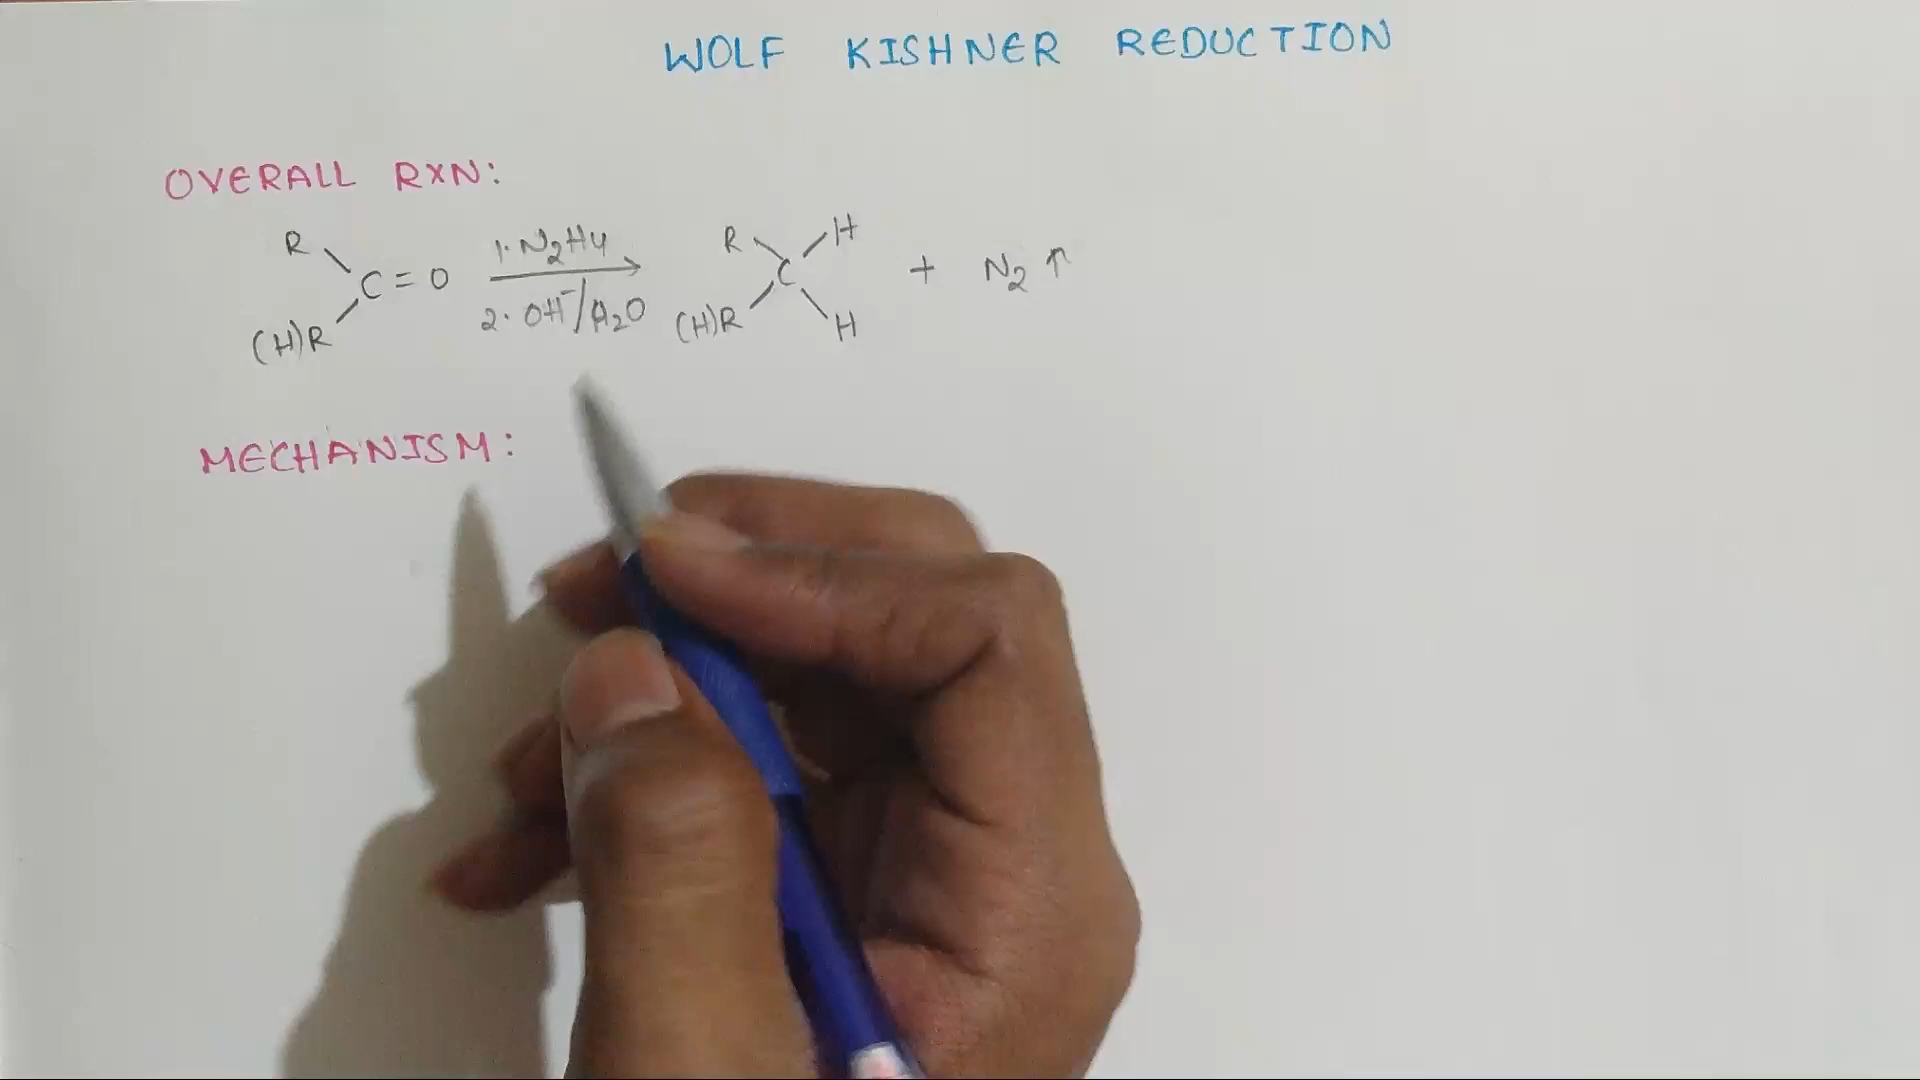 WOLF KISHNER REDUCTION
OVERALL RXN:
R
(H)R
C=O
1. N2H4
2. OH-/H2O
R
(H)R
C
H
H
+ N2 ↑
MECHANISM: